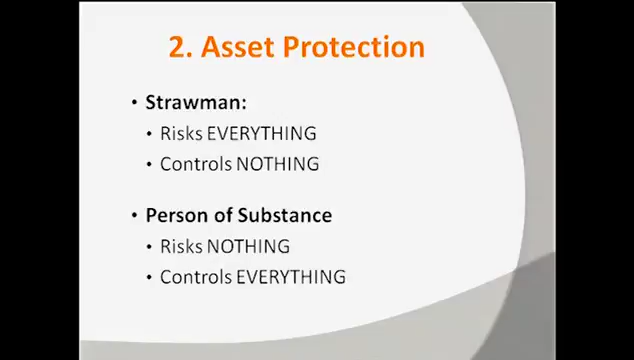 2. Asset Protection
• Strawman:
• Risks EVERYTHING
• Controls NOTHING
• Person of Substance
• Risks NOTHING
• Controls EVERYTHING